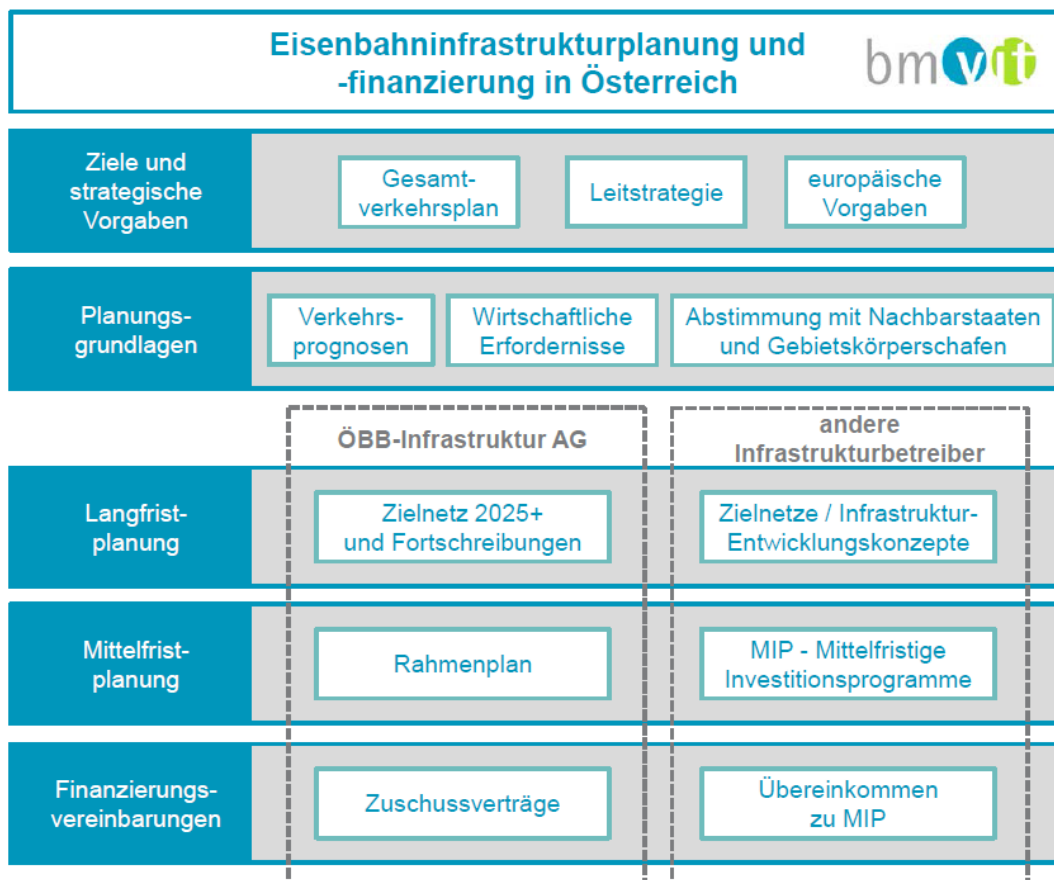 Eisenbahninfrastrukturplanung und
-finanzierung in Österreich
bmvit
Ziele und
strategische
Vorgaben
Gesamt-
verkehrsplan
Leitstrategie
europäische
Vorgaben
Planungs-
grundlagen
Verkehrs-
prognosen
Wirtschaftliche
Erfordernisse
Abstimmung mit Nachbarstaaten
und Gebietskörperschafen
ÖBB-Infrastruktur AG
andere
Infrastrukturbetreiber
Langfrist-
planung
Zielnetz 2025+
und Fortschreibungen
Zielnetze / Infrastruktur-
Entwicklungskonzepte
Mittelfrist-
planung
Rahmenplan
MIP - Mittelfristige
Investitionsprogramme
Finanzierungs-
vereinbarungen
Zuschussverträge
Übereinkommen
zu MIP